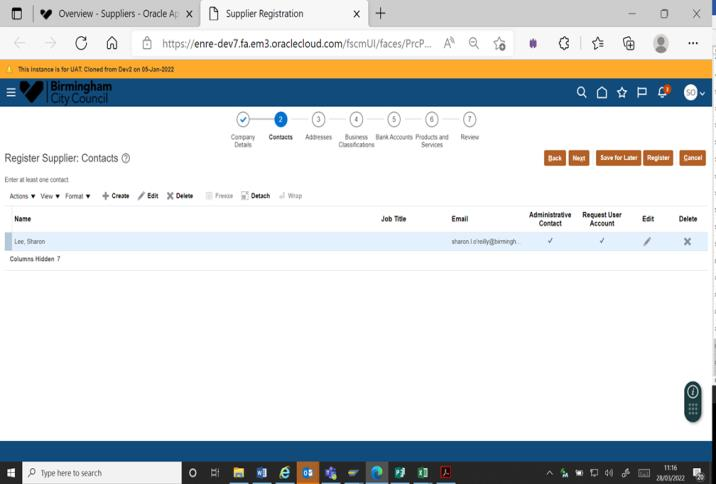 Overview - Suppliers - Oracle Ap
Supplier Registration
https://enre-dev7.fa.em3.oraclecloud.com/fscmUI/faces/PrcP...
This instance is for UAT. Cloned from Dev2 on 05-Jan-2022
Birmingham
City Council
SO
2 3 4 5 6 7
Company Details Contacts Addresses Business Classifications Bank Accounts Products and Services Review
Register Supplier: Contacts
Back Next Save for Later Register Cancel
Enter at least one contact
Actions View Format Create Edit Delete Freeze Detach Wrap
Name Job Title Email Administrative Contact Request User Account Edit Delete
Lee, Sharon sharon.l.o'reilly@birmingh...
Columns Hidden 7
Type here to search
11:16
28/03/2022
20